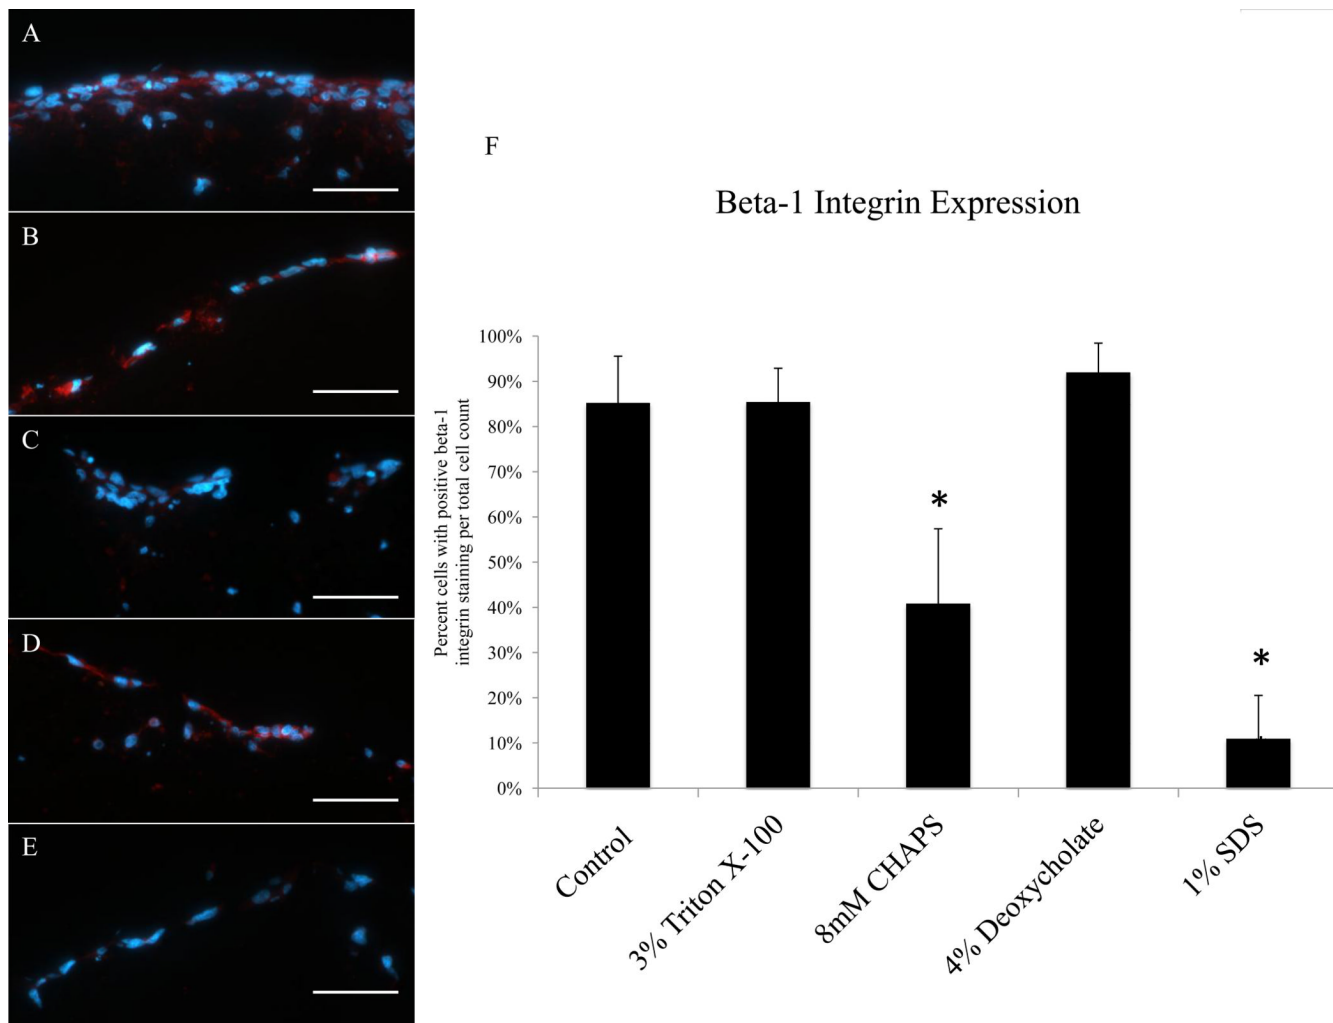 A
B
C
D
E
F
Beta-1 Integrin Expression
Percent cells with positive beta-1
integrin staining per total cell count
100%
90%
80%
70%
60%
50%
40%
30%
20%
10%
0%
*
*
Control
3% Triton X-100
8mM CHAPS
4% Deoxycholate
1% SDS